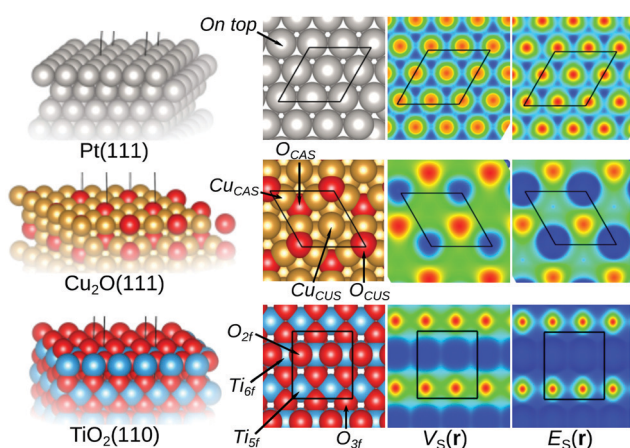 On top
Pt(111)
O_CAS
Cu_CAS
Cu_CUS
O_CUS
Cu₂O(111)
O_2f
Ti_6f
Ti_5f
O_3f
TiO₂(110)
V_S(r)
E_S(r)